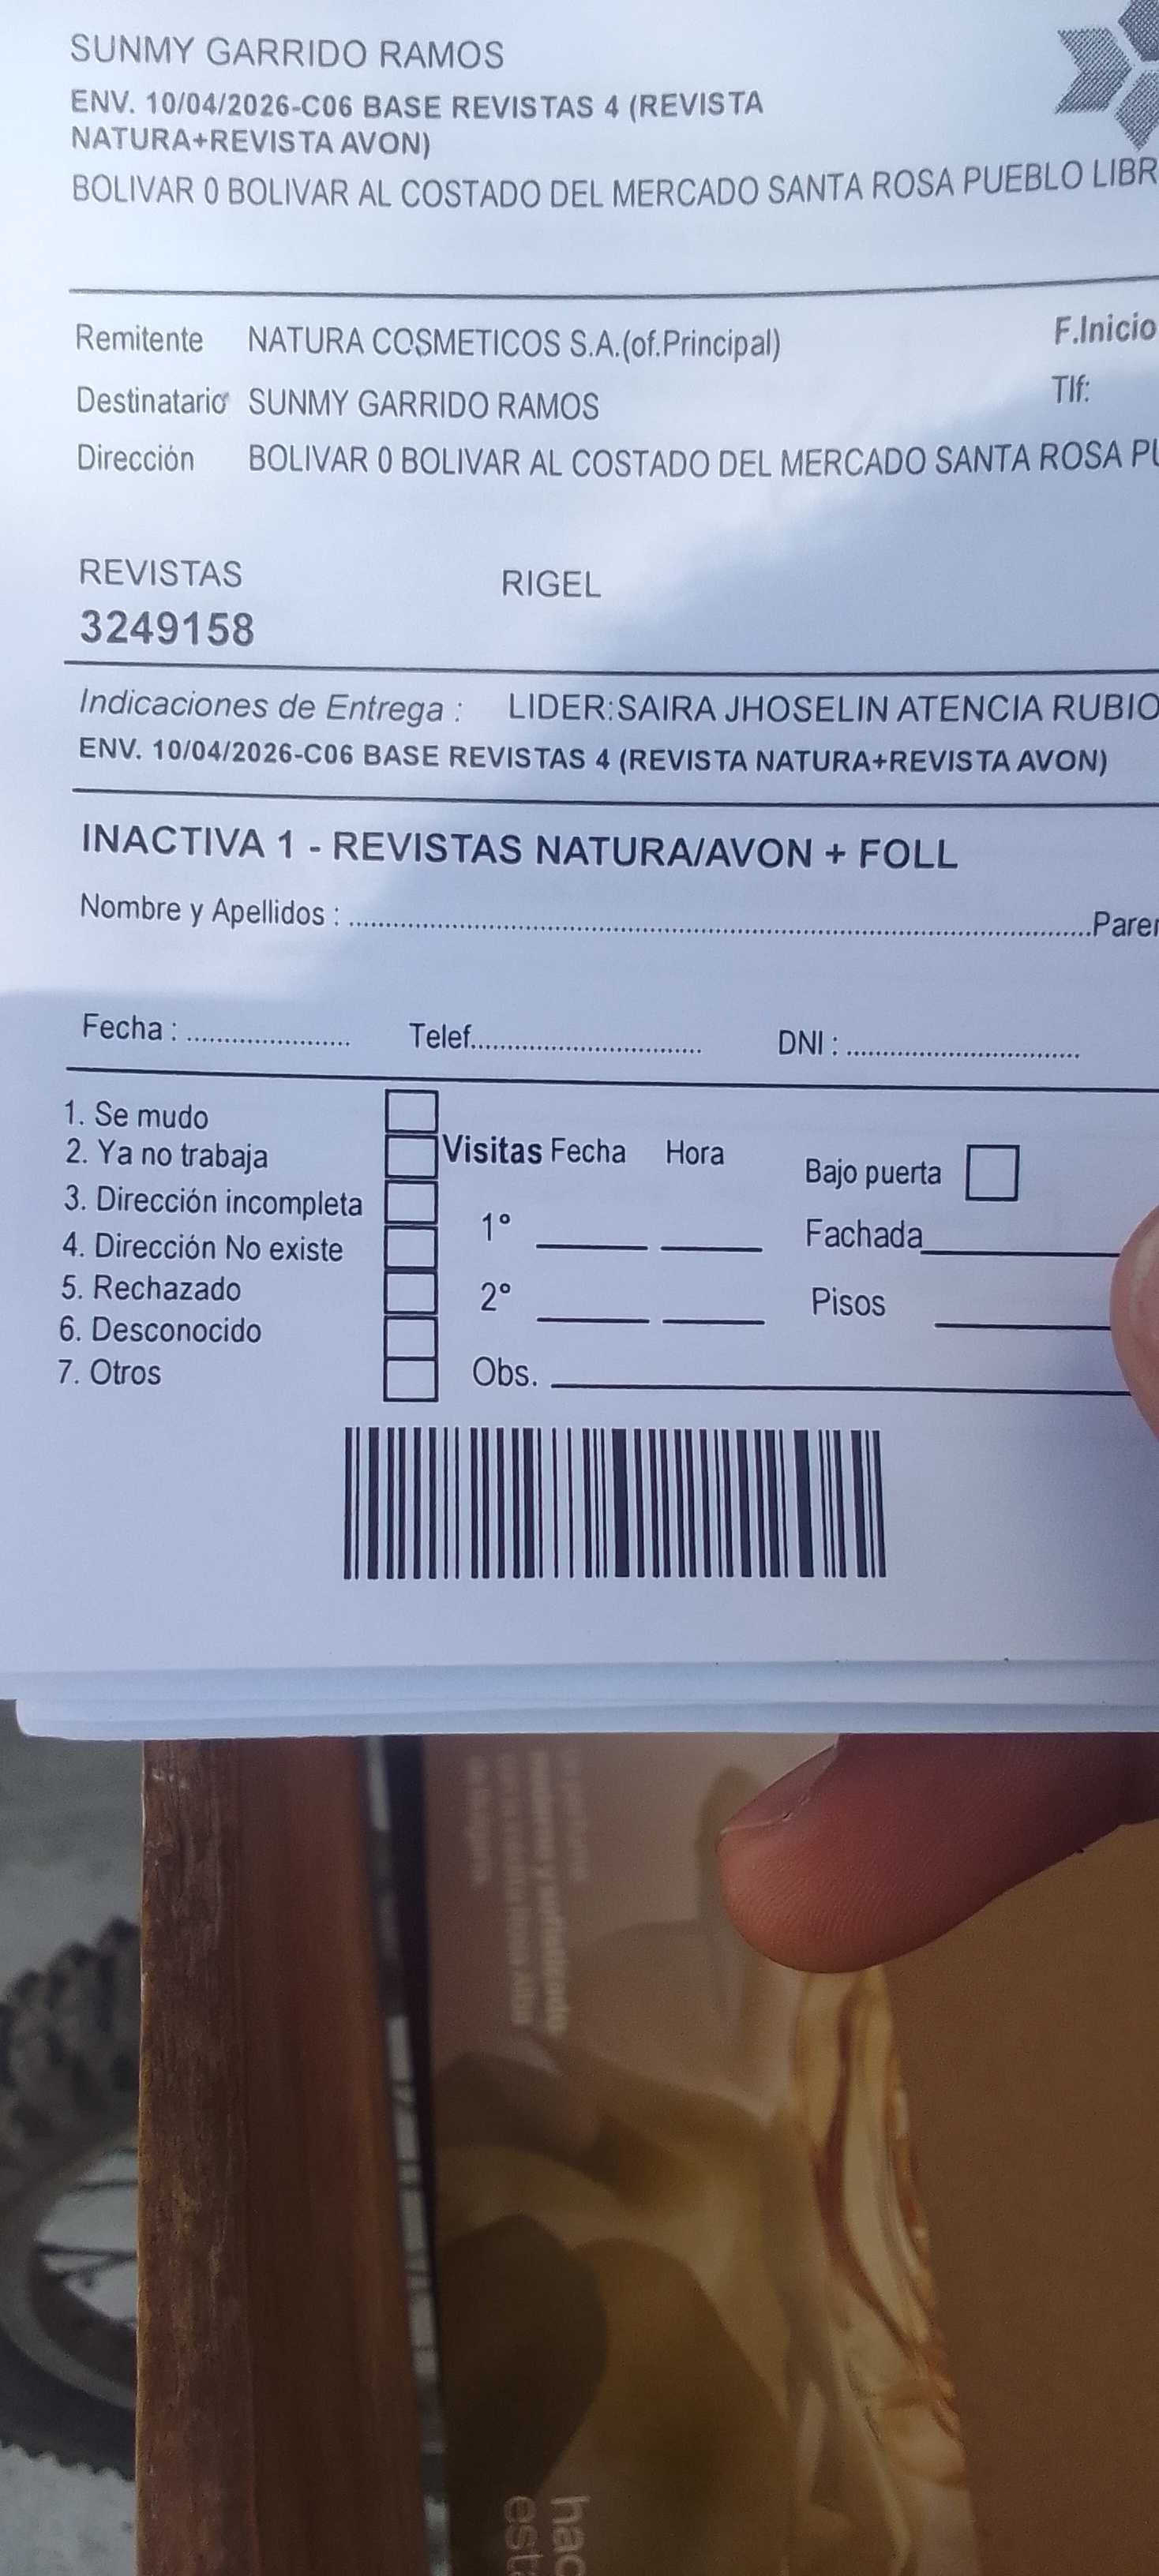 SUNMY GARRIDO RAMOS
ENV. 10/04/2026-C06 BASE REVISTAS 4 (REVISTA
NATURA+REVISTA AVON)
BOLIVAR 0 BOLIVAR AL COSTADO DEL MERCADO SANTA ROSA PUEBLO LIBR
Remitente NATURA COSMETICOS S.A.(of.Principal) F.Inicio
Destinatario SUNMY GARRIDO RAMOS Tlf:
Dirección BOLIVAR 0 BOLIVAR AL COSTADO DEL MERCADO SANTA ROSA PU
REVISTAS RIGEL
3249158
Indicaciones de Entrega : LIDER:SAIRA JHOSELIN ATENCIA RUBIO
ENV. 10/04/2026-C06 BASE REVISTAS 4 (REVISTA NATURA+REVISTA AVON)
INACTIVA 1 - REVISTAS NATURA/AVON + FOLL
Nombre y Apellidos : ........ Paren
Fecha : ........ Telef........ DNI : ........
1. Se mudo
2. Ya no trabaja Visitas Fecha Hora Bajo puerta
3. Dirección incompleta 1° Fachada
4. Dirección No existe
5. Rechazado 2° Pisos
6. Desconocido
7. Otros Obs.
hac
est